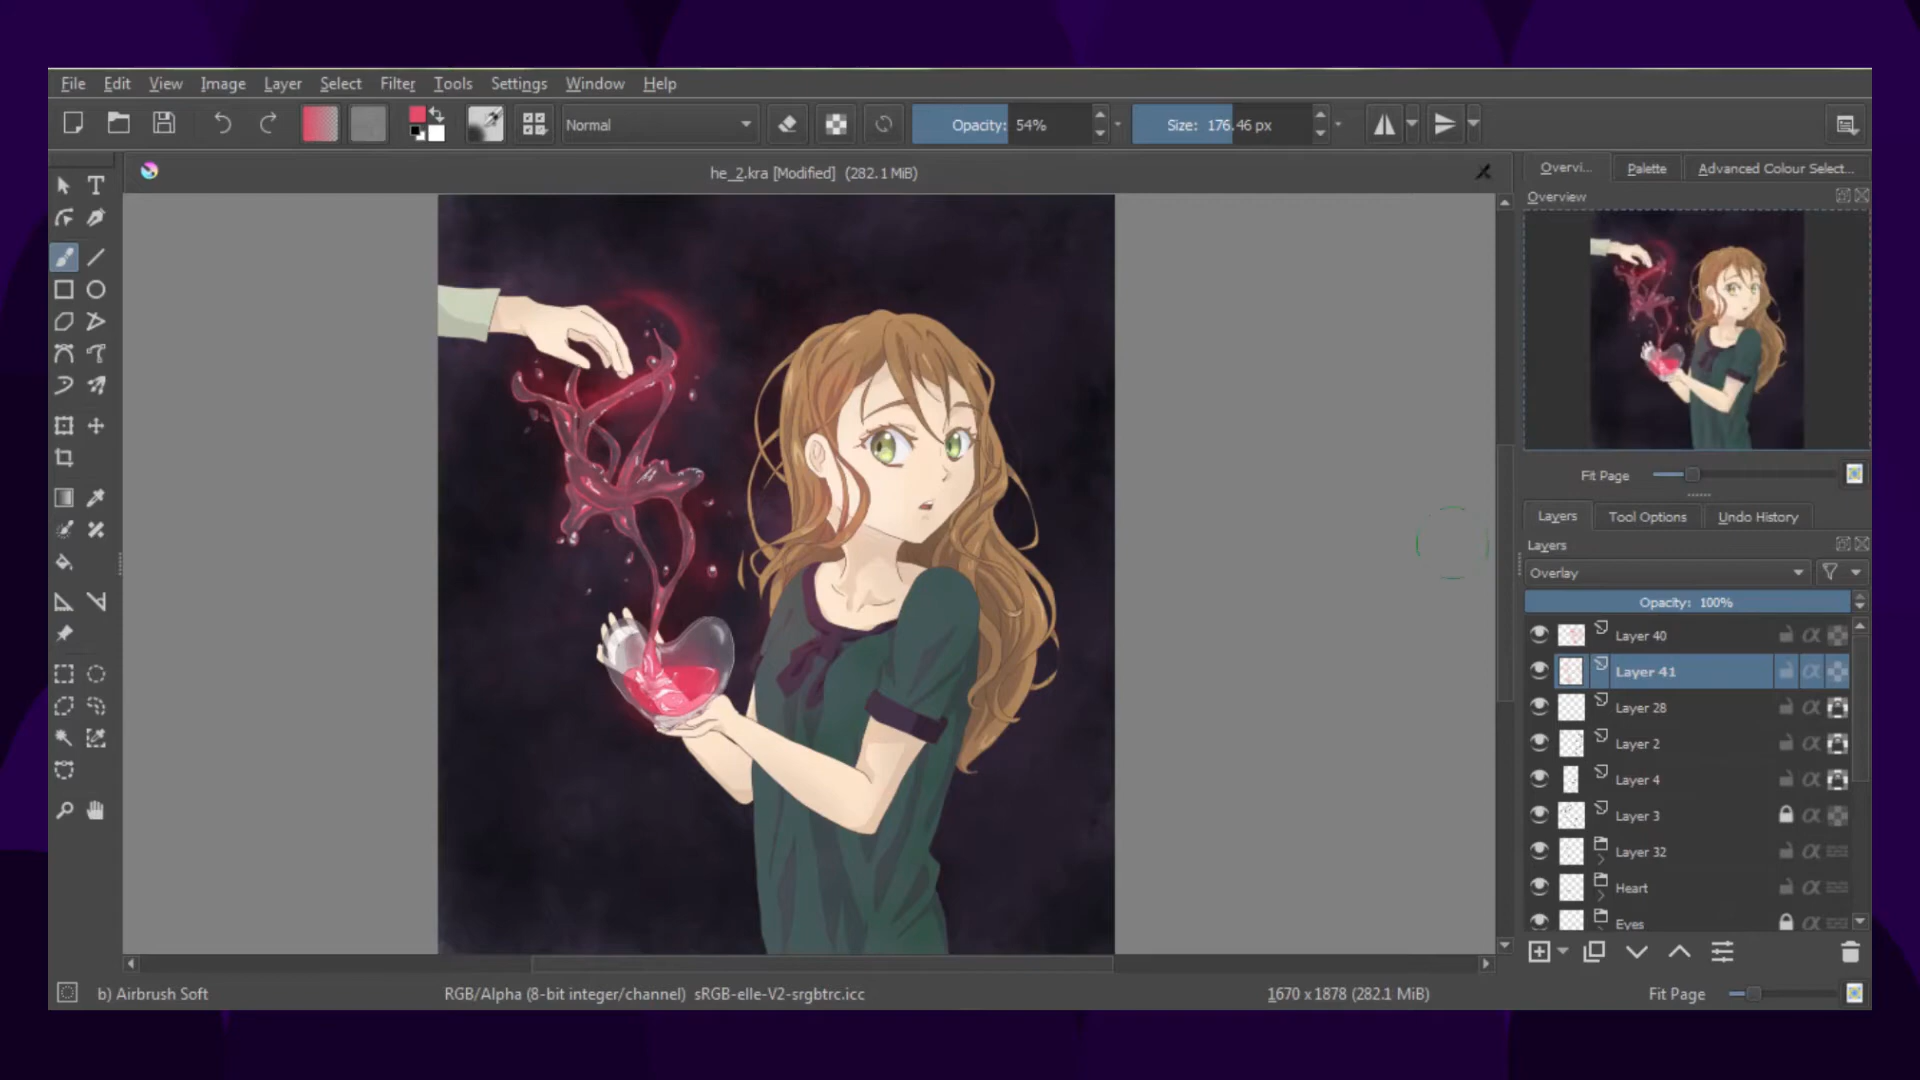 File Edit View Image Layer Select Filter Tools Settings Window Help
Normal Opacity: 54% Size: 176.46 px
he_2.kra [Modified] (282.1 MiB)
Overvi... Palette Advanced Colour Select...
Overview
Fit Page
Layers Tool Options Undo History
Layers
Overlay
Opacity: 100%
Layer 40
Layer 41
Layer 28
Layer 2
Layer 4
Layer 3
Layer 32
Heart
Eyes
b) Airbrush Soft RGB/Alpha (8-bit integer/channel) sRGB-elle-V2-srgbtrc.icc 1670 x 1878 (282.1 MiB) Fit Page